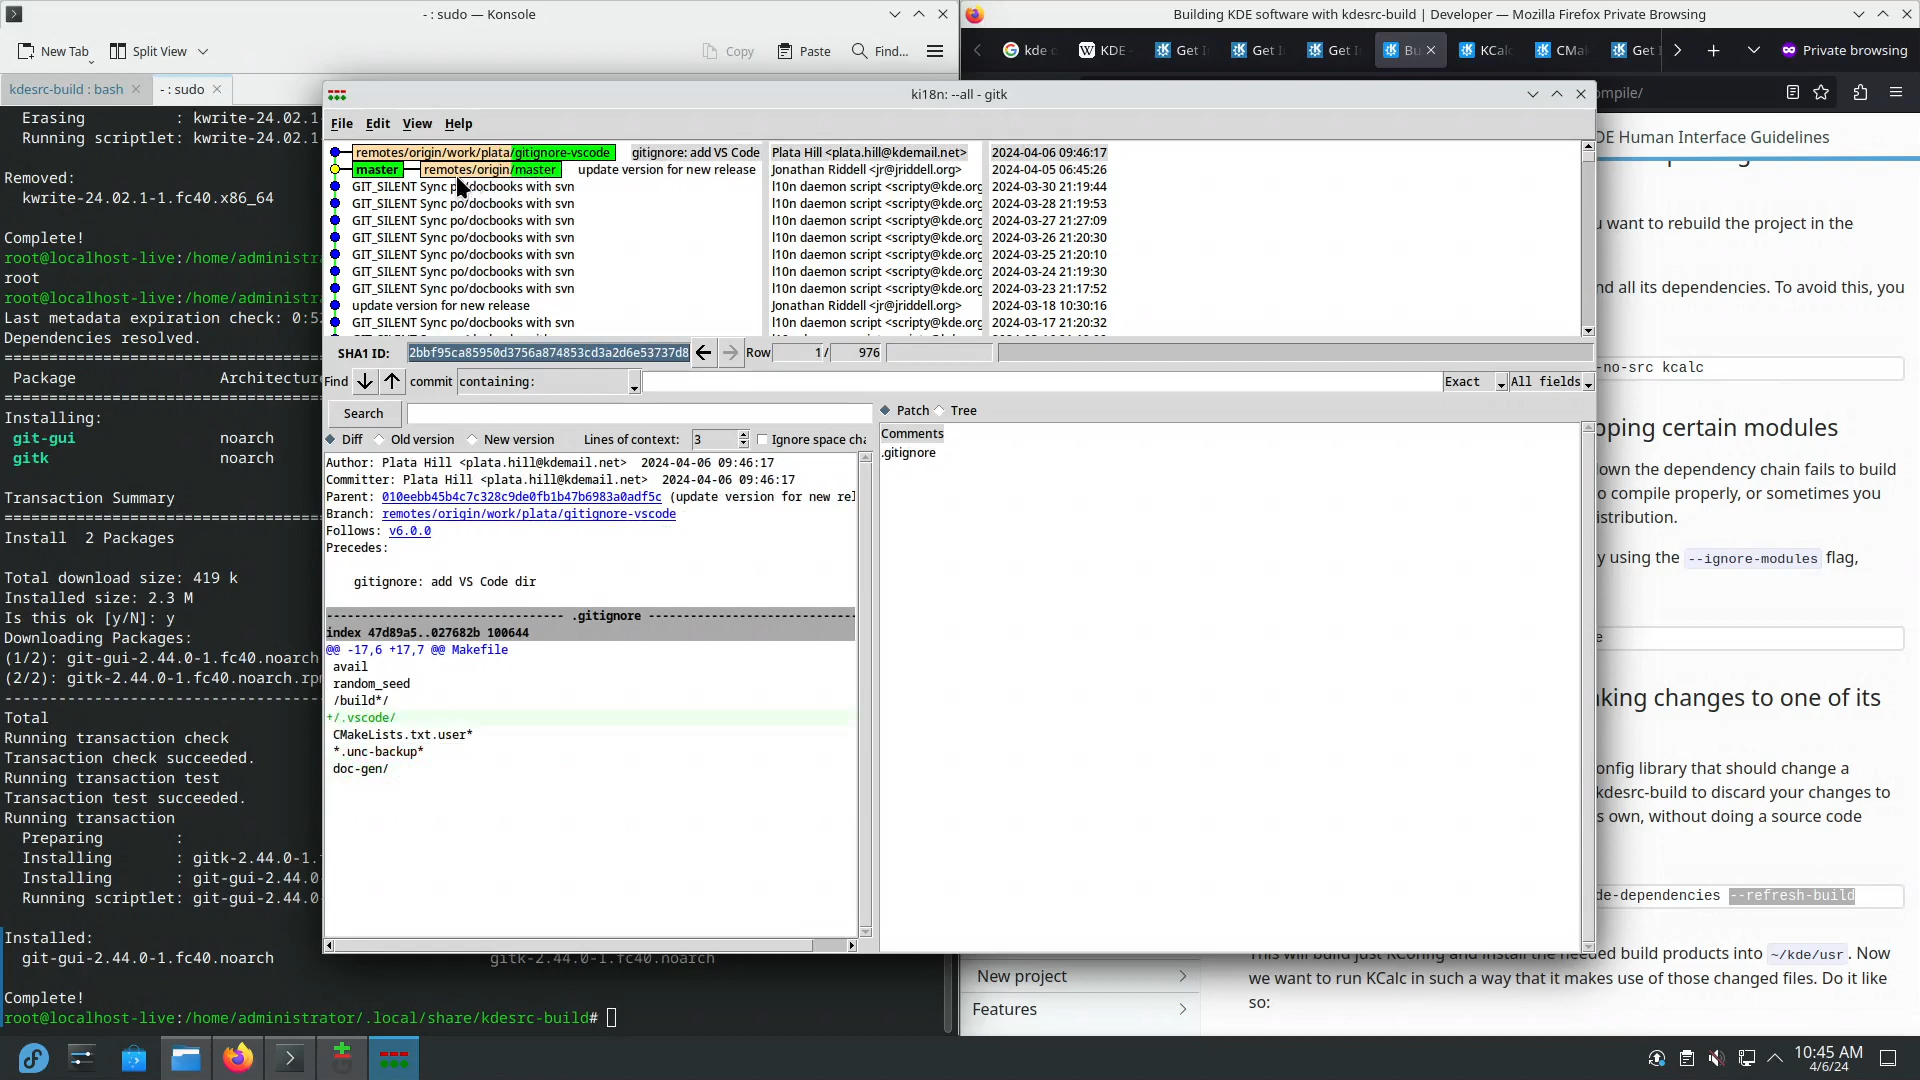 - : sudo — Konsole
New Tab
Split View
Copy
Paste
Find...
kdesrc-build : bash
- : sudo
Erasing : kwrite-24.02.1-
Running scriptlet: kwrite-24.02.1-
Removed:
kwrite-24.02.1-1.fc40.x86_64
Complete!
root@localhost-live:/home/administra
root
root@localhost-live:/home/administra
Last metadata expiration check: 0:52
Dependencies resolved.
Package Architecture
Installing:
git-gui noarch
gitk noarch
Transaction Summary
Install 2 Packages
Total download size: 419 k
Installed size: 2.3 M
Is this ok [y/N]: y
Downloading Packages:
(1/2): git-gui-2.44.0-1.fc40.noarch
(2/2): gitk-2.44.0-1.fc40.noarch.rpm
Total
Running transaction check
Transaction check succeeded.
Running transaction test
Transaction test succeeded.
Running transaction
Preparing :
Installing : gitk-2.44.0-1.
Installing : git-gui-2.44.0
Running scriptlet: git-gui-2.44.0
Installed:
git-gui-2.44.0-1.fc40.noarch gitk-2.44.0-1.fc40.noarch
Complete!
root@localhost-live:/home/administrator/.local/share/kdesrc-build#
ki18n: --all - gitk
File Edit View Help
remotes/origin/work/plata/gitignore-vscode gitignore: add VS Code Plata Hill <plata.hill@kdemail.net> 2024-04-06 09:46:17
master remotes/origin/master update version for new release Jonathan Riddell <jr@jriddell.org> 2024-04-05 06:45:26
GIT_SILENT Sync po/docbooks with svn l10n daemon script <scripty@kde.org 2024-03-30 21:19:44
GIT_SILENT Sync po/docbooks with svn l10n daemon script <scripty@kde.org 2024-03-28 21:19:53
GIT_SILENT Sync po/docbooks with svn l10n daemon script <scripty@kde.org 2024-03-27 21:27:09
GIT_SILENT Sync po/docbooks with svn l10n daemon script <scripty@kde.org 2024-03-26 21:20:30
GIT_SILENT Sync po/docbooks with svn l10n daemon script <scripty@kde.org 2024-03-25 21:20:10
GIT_SILENT Sync po/docbooks with svn l10n daemon script <scripty@kde.org 2024-03-24 21:19:30
GIT_SILENT Sync po/docbooks with svn l10n daemon script <scripty@kde.org 2024-03-23 21:17:52
update version for new release Jonathan Riddell <jr@jriddell.org> 2024-03-18 10:30:16
GIT_SILENT Sync po/docbooks with svn l10n daemon script <scripty@kde.org 2024-03-17 21:20:32
SHA1 ID: 2bbf95ca85950d3756a874853cd3a2d6e53737d8 Row 1 / 976
Find commit containing: Exact All fields
Search
Diff Old version New version Lines of context: 3 Ignore space cha
Patch Tree
Comments
.gitignore
Author: Plata Hill <plata.hill@kdemail.net> 2024-04-06 09:46:17
Committer: Plata Hill <plata.hill@kdemail.net> 2024-04-06 09:46:17
Parent: 010eebb45b4c7c328c9de0fb1b47b6983a0adf5c (update version for new rel
Branch: remotes/origin/work/plata/gitignore-vscode
Follows: v6.0.0
Precedes:
gitignore: add VS Code dir
.gitignore
index 47d89a5..027682b 100644
@@ -17,6 +17,7 @@ Makefile
avail
random_seed
/build*/
+/.vscode/
CMakeLists.txt.user*
*.unc-backup*
doc-gen/
Building KDE software with kdesrc-build | Developer — Mozilla Firefox Private Browsing
kde o
KDE -
Get I
Get I
Get I
Bu
KCalc
CMa
Get I
Private browsing
ompile/
DE Human Interface Guidelines
u want to rebuild the project in the
nd all its dependencies. To avoid this, you
-no-src kcalc
pping certain modules
own the dependency chain fails to build
o compile properly, or sometimes you
istribution.
y using the --ignore-modules flag,
e
king changes to one of its
onfig library that should change a
kdesrc-build to discard your changes to
s own, without doing a source code
de-dependencies --refresh-build
This will build just KConfig and install the needed build products into ~/kde/usr. Now
we want to run KCalc in such a way that it makes use of those changed files. Do it like
so:
New project
Features
10:45 AM
4/6/24